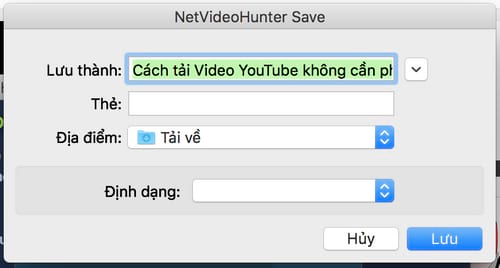 NetVideoHunter Save
Lưu thành: Cách tải Video YouTube không cần
Thẻ:
Địa điểm: Tải về
Định dạng:
Hủy Lưu